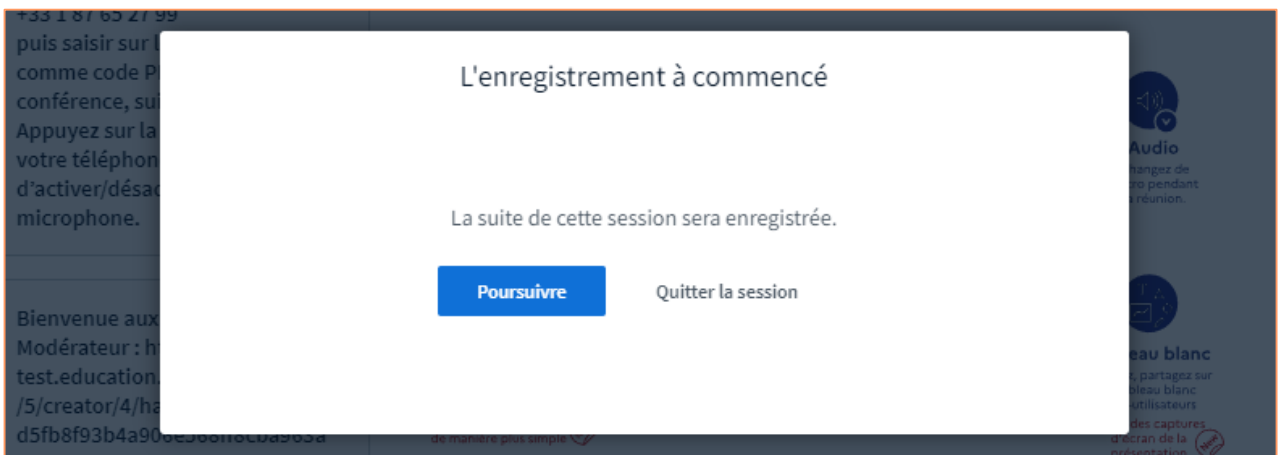 +33 1 87 65 27 99
puis saisir sur
comme code
conférence,
Appuyez sur la
votre téléphon
d'activer/désac
microphone.
Bienvenue aux
Modérateur :
test.education.
/5/creator/4/ha
L'enregistrement à commencé
La suite de cette session sera enregistrée.
Poursuivre
Quitter la session
de manière plus simple
Audio
hangez de
ro pendant
réunion.
eau blanc
, partagez sur
bleau blanc
-utilisateurs
des captures
d'écran de la
présentation
New